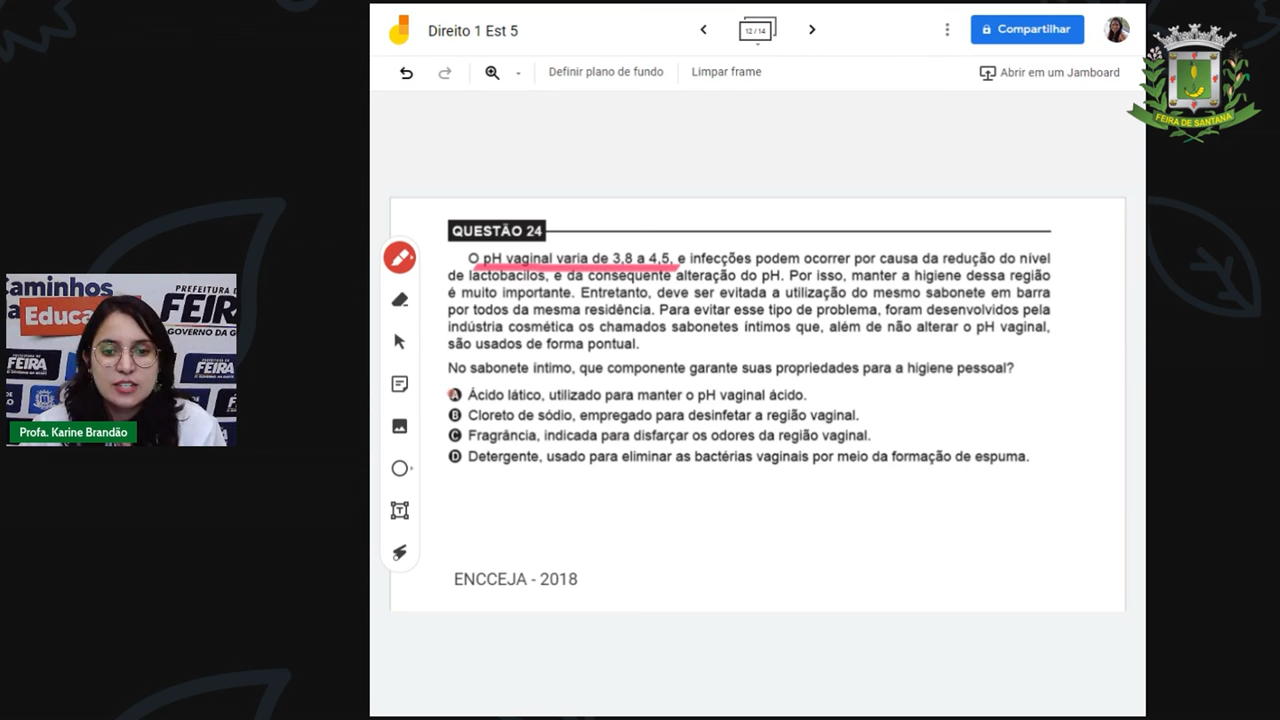 Direito 1 Est 5
12 / 14
Compartilhar
Definir plano de fundo
Limpar frame
Abrir em um Jamboard
FEIRA DE SANTANA
QUESTÃO 24
O pH vaginal varia de 3,8 a 4,5, e infecções podem ocorrer por causa da redução do nível
de lactobacilos, e da consequente alteração do pH. Por isso, manter a higiene dessa região
é muito importante. Entretanto, deve ser evitada a utilização do mesmo sabonete em barra
por todos da mesma residência. Para evitar esse tipo de problema, foram desenvolvidos pela
indústria cosmética os chamados sabonetes íntimos que, além de não alterar o pH vaginal,
são usados de forma pontual.
No sabonete íntimo, que componente garante suas propriedades para a higiene pessoal?
A Ácido lático, utilizado para manter o pH vaginal ácido.
B Cloreto de sódio, empregado para desinfetar a região vaginal.
C Fragrância, indicada para disfarçar os odores da região vaginal.
D Detergente, usado para eliminar as bactérias vaginais por meio da formação de espuma.
ENCCEJA - 2018
aminhos
a Educa
PREFEITURA D
FEIR
GOVERNO DA
FEIRA
FEIRA
Profa. Karine Brandão